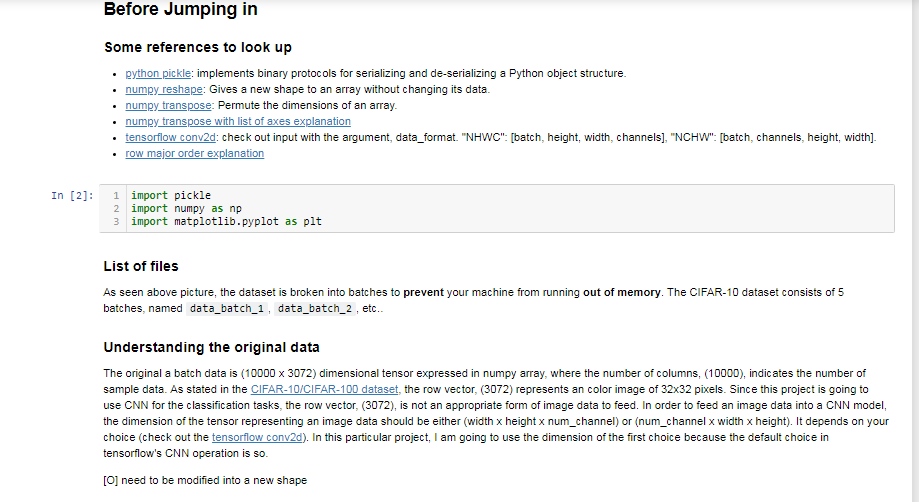 Before Jumping in
Some references to look up
• python pickle: implements binary protocols for serializing and de-serializing a Python object structure.
• numpy reshape: Gives a new shape to an array without changing its data.
• numpy transpose: Permute the dimensions of an array.
• numpy transpose with list of axes explanation
• tensorflow conv2d: check out input with the argument, data_format. "NHWC": [batch, height, width, channels], "NCHW": [batch, channels, height, width].
• row major order explanation
In [2]:
1 import pickle
2 import numpy as np
3 import matplotlib.pyplot as plt
List of files
As seen above picture, the dataset is broken into batches to prevent your machine from running out of memory. The CIFAR-10 dataset consists of 5
batches, named data_batch_1, data_batch_2, etc..
Understanding the original data
The original a batch data is (10000 x 3072) dimensional tensor expressed in numpy array, where the number of columns, (10000), indicates the number of
sample data. As stated in the CIFAR-10/CIFAR-100 dataset, the row vector, (3072) represents an color image of 32x32 pixels. Since this project is going to
use CNN for the classification tasks, the row vector, (3072), is not an appropriate form of image data to feed. In order to feed an image data into a CNN model,
the dimension of the tensor representing an image data should be either (width x height x num_channel) or (num_channel x width x height). It depends on your
choice (check out the tensorflow conv2d). In this particular project, I am going to use the dimension of the first choice because the default choice in
tensorflow's CNN operation is so.
[O] need to be modified into a new shape